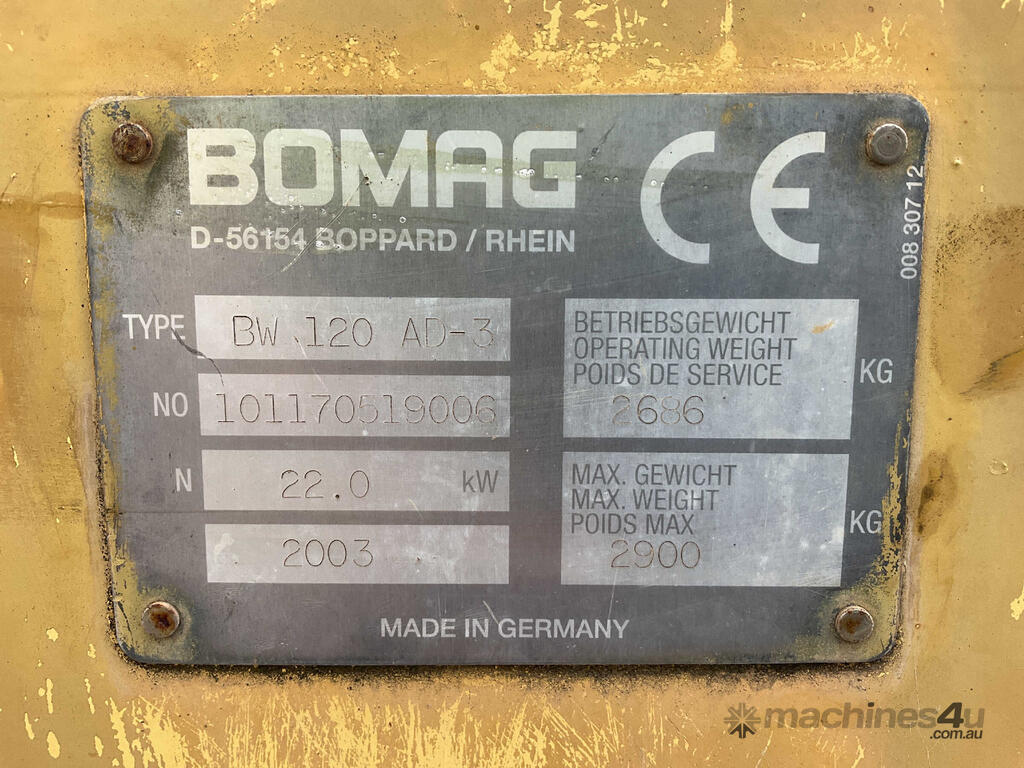 BOMAG
CE
D-56154 BOPPARD / RHEIN
008 307 12
TYPE BW 120 AD-3
NO 101170519006
N 22.0 kW
2003
BETRIEBSGEWICHT
OPERATING WEIGHT
POIDS DE SERVICE
2686 KG
MAX. GEWICHT
MAX. WEIGHT
POIDS MAX
2900 KG
MADE IN GERMANY
machines4u
.com.au